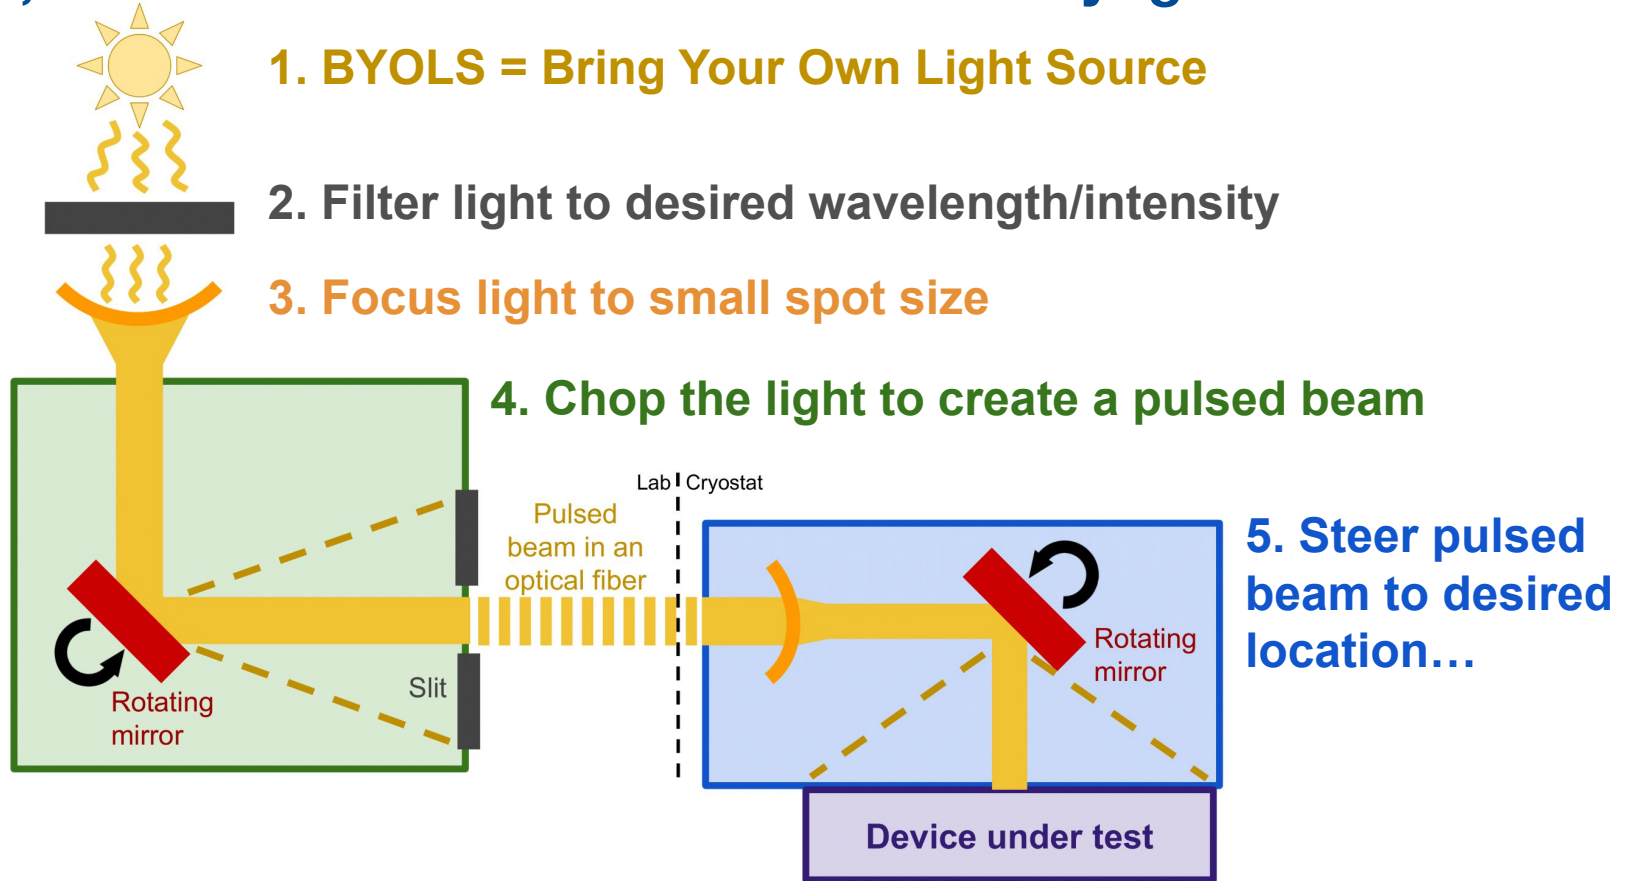 1. BYOLS = Bring Your Own Light Source
2. Filter light to desired wavelength/intensity
3. Focus light to small spot size
4. Chop the light to create a pulsed beam
Lab Cryostat
Pulsed
beam in an
optical fiber
5. Steer pulsed
beam to desired
location…
Rotating
mirror
Slit
Rotating
mirror
Device under test